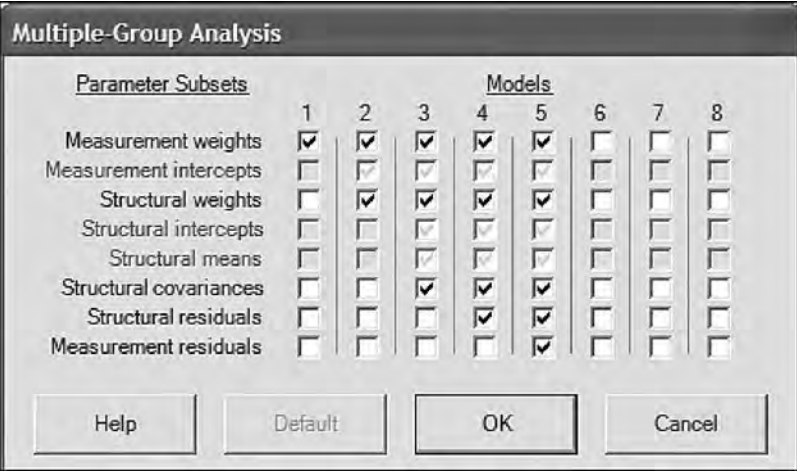 Multiple-Group Analysis
Parameter Subsets Models
1 2 3 4 5 6 7 8
Measurement weights
Measurement intercepts
Structural weights
Structural intercepts
Structural means
Structural covariances
Structural residuals
Measurement residuals
Help Default OK Cancel